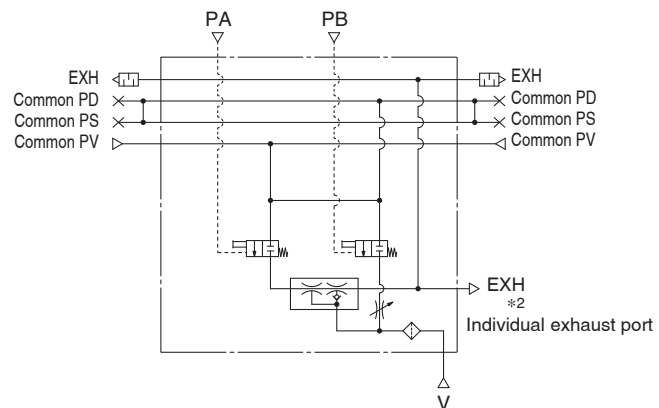 PA PB
EXH EXH
Common PD Common PD
Common PS Common PS
Common PV Common PV
EXH
*2
Individual exhaust port
V